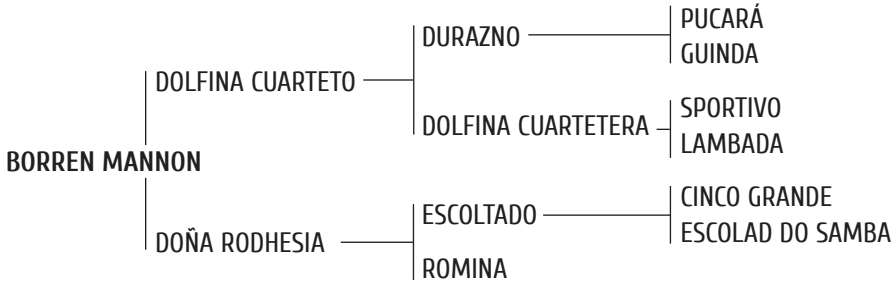 PUCARÁ
DURAZNO
GUINDA
DOLFINA CUARTETO
SPORTIVO
DOLFINA CUARTETERA
LAMBADA
BORREN MANNON
CINCO GRANDE
ESCOLTADO
ESCOLAD DO SAMBA
DOÑA RODHESIA
ROMINA